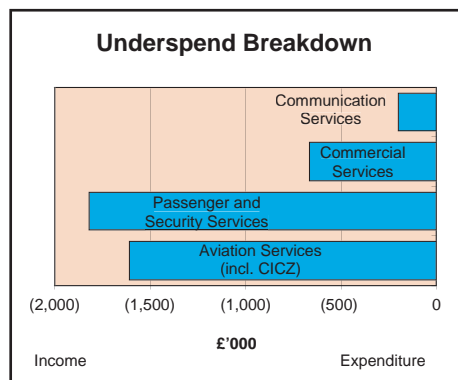 Underspend Breakdown
Communication
Services
Commercial
Services
Passenger and
Security Services
Aviation Services
(incl. CICZ)
(2,000) (1,500) (1,000) (500) 0
£'000
Income Expenditure